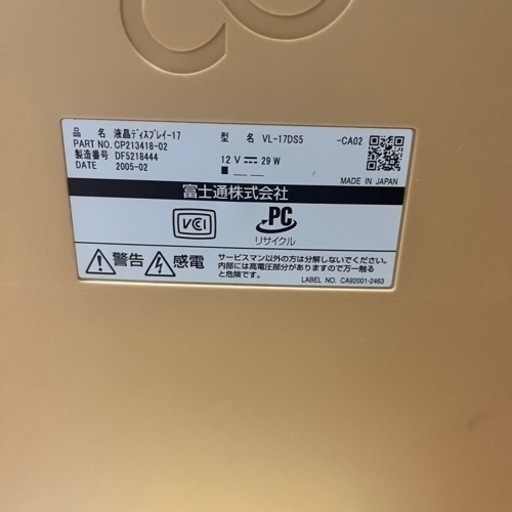 品 名 液晶ディスプレイ-17
型 名 VL-17DS5 -CA02
PART NO. CP213418-02
製造番号 DF5218444
12 V ⎓ 29 W
DATE 2005-02
MADE IN JAPAN
富士通株式会社
VCCI
PC
リサイクル
警告 感電
サービスマン以外の方は分解しないでください。
内部には高電圧部分がありますので万一触る
と危険です。
LABEL NO. CA92001-2463